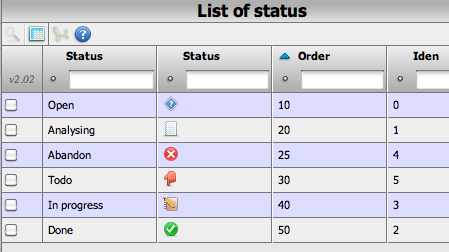 List of status
Status Status Order Iden
v2.02
Open 10 0
Analysing 20 1
Abandon 25 4
Todo 30 5
In progress 40 3
Done 50 2